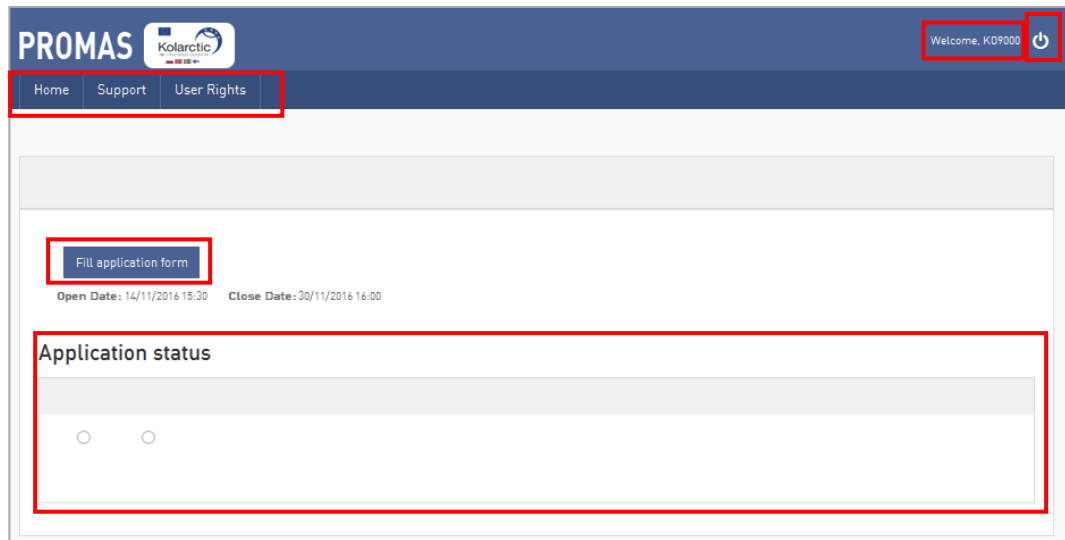 PROMAS Kolarctic
Welcome, KO9000
Home Support User Rights
Fill application form
Open Date: 14/11/2016 15:30 Close Date: 30/11/2016 16:00
Application status